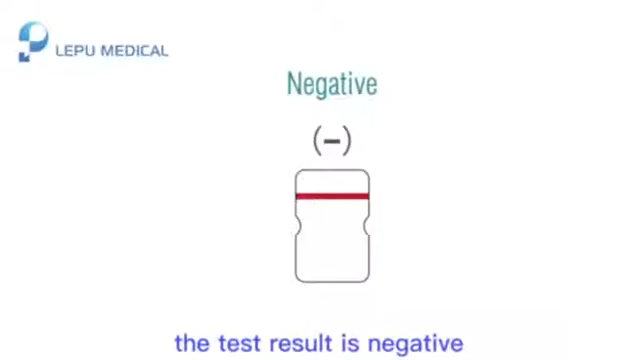 LEPU MEDICAL
Negative
(-)
the test result is negative